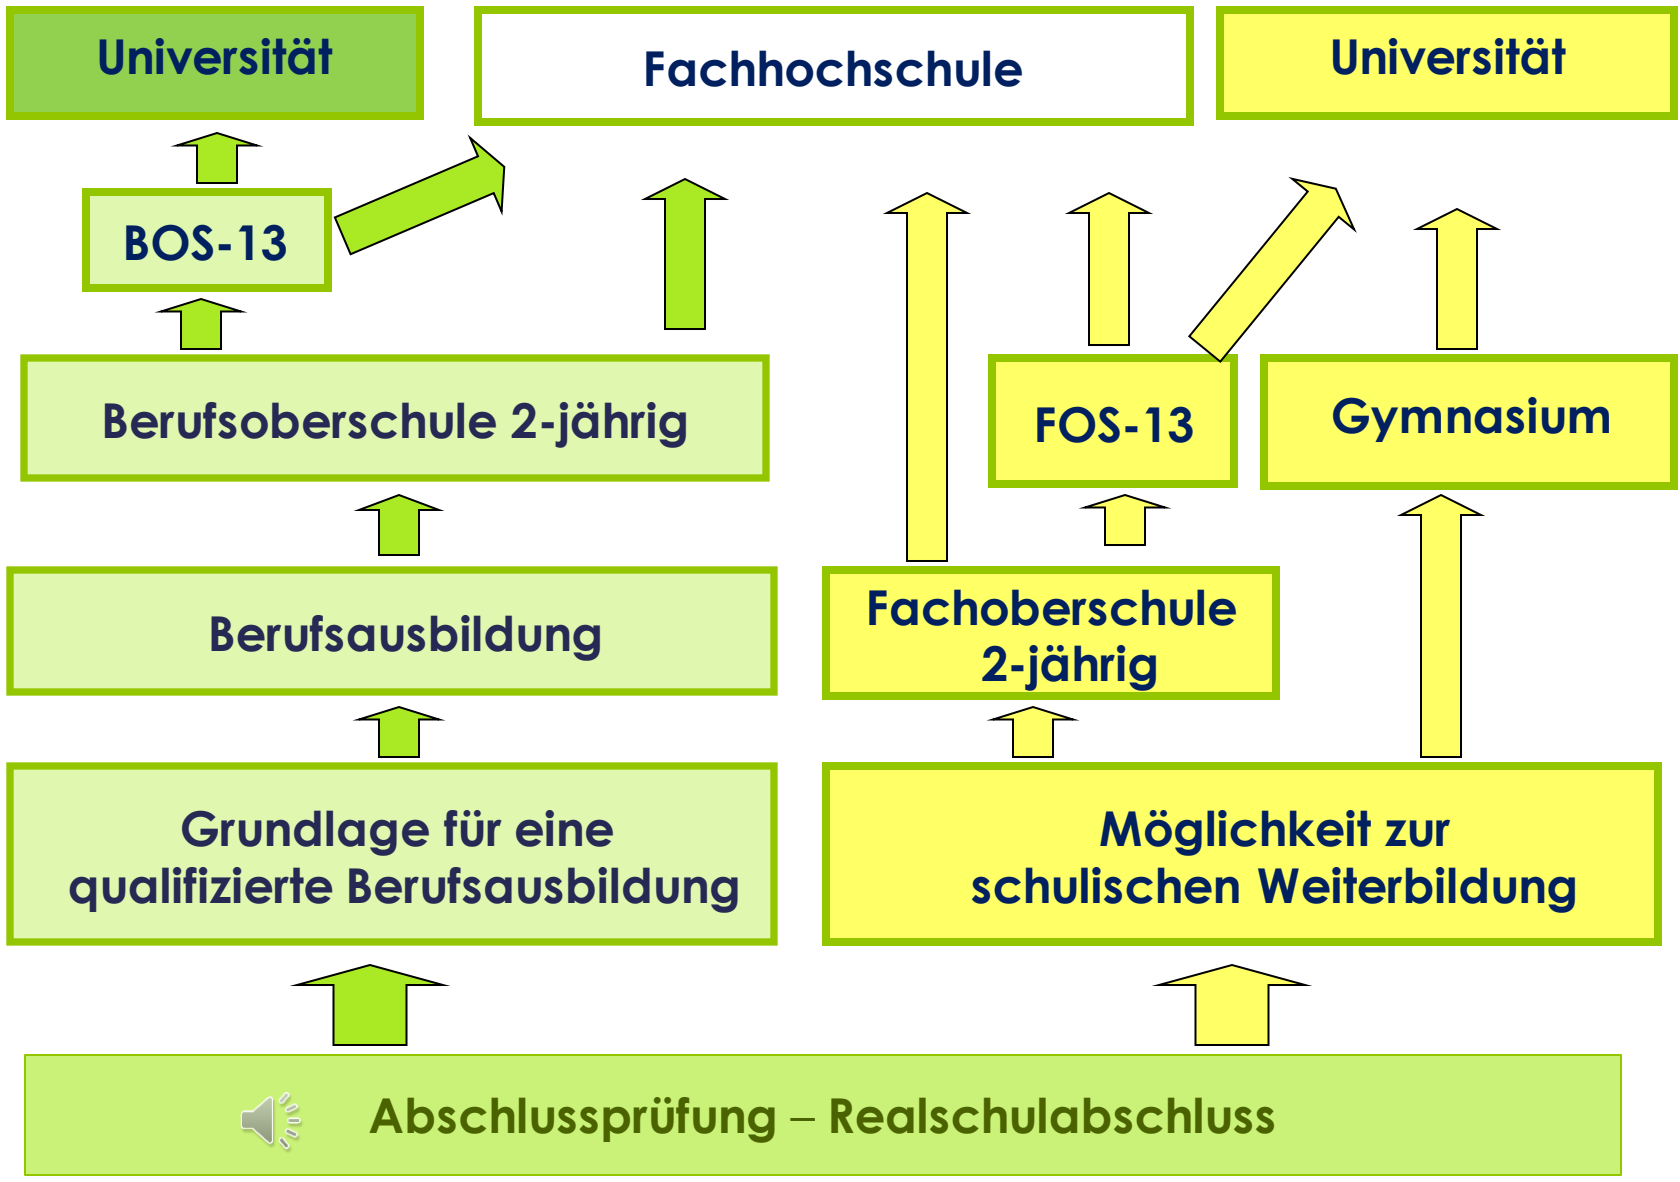 Universität
Fachhochschule
Universität
BOS-13
Berufsoberschule 2-jährig
FOS-13
Gymnasium
Berufsausbildung
Fachoberschule
2-jährig
Grundlage für eine
qualifizierte Berufsausbildung
Möglichkeit zur
schulischen Weiterbildung
Abschlussprüfung – Realschulabschluss